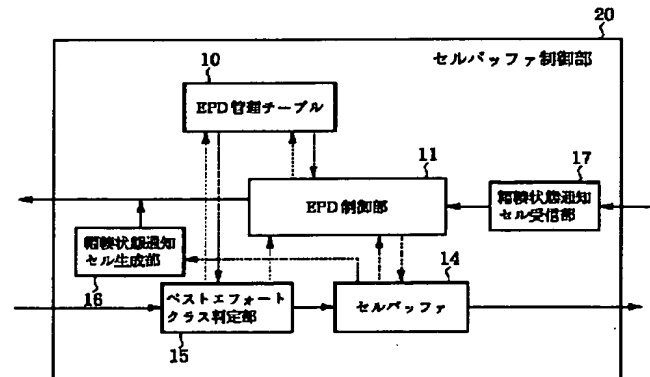 20
セルバッファ制御部
10
EPD管理テーブル
11
EPD制御部
17
輻輳状態通知
セル受信部
輻輳状態通知
セル生成部
16
ベストエフォート
クラス判定部
15
14
セルバッファ